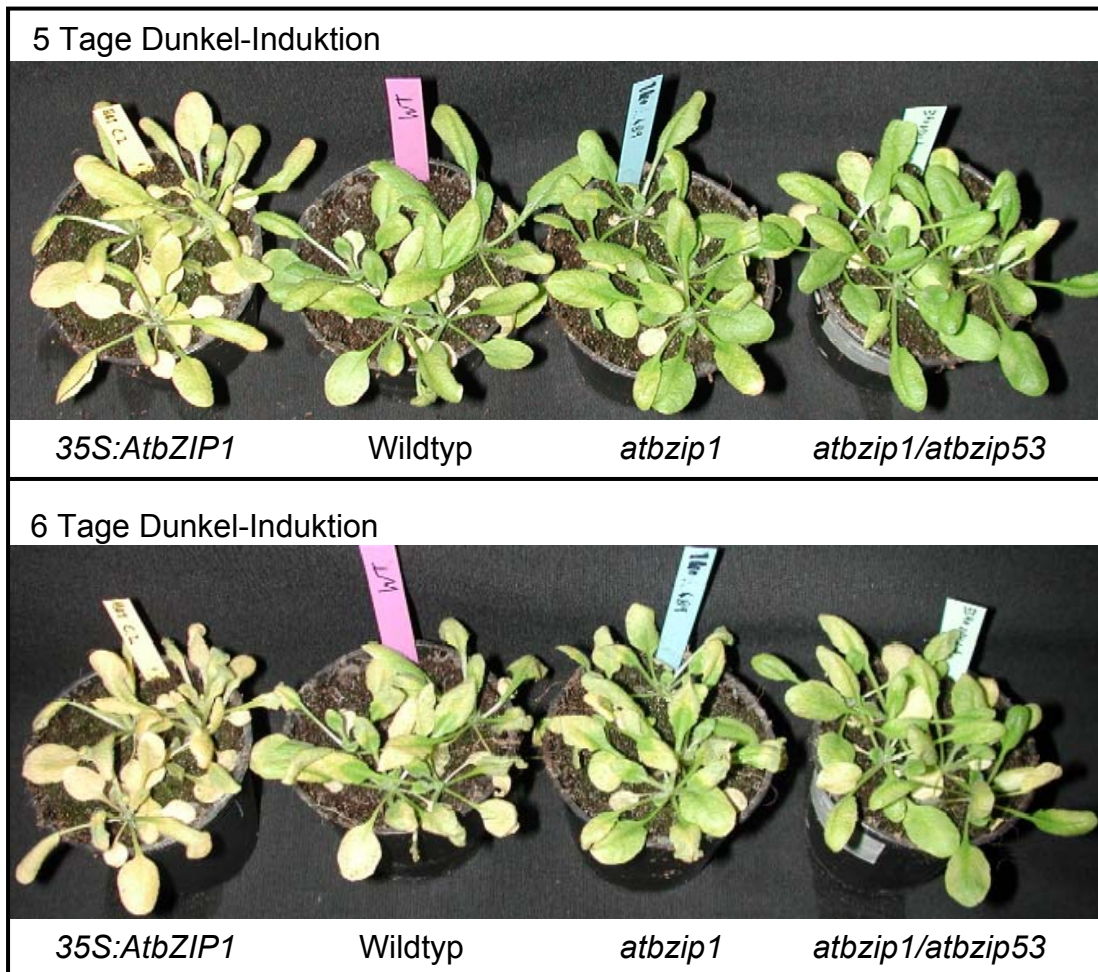 5 Tage Dunkel-Induktion
WT
35S:AtbZIP1 Wildtyp atbzip1 atbzip1/atbzip53
6 Tage Dunkel-Induktion
WT
35S:AtbZIP1 Wildtyp atbzip1 atbzip1/atbzip53